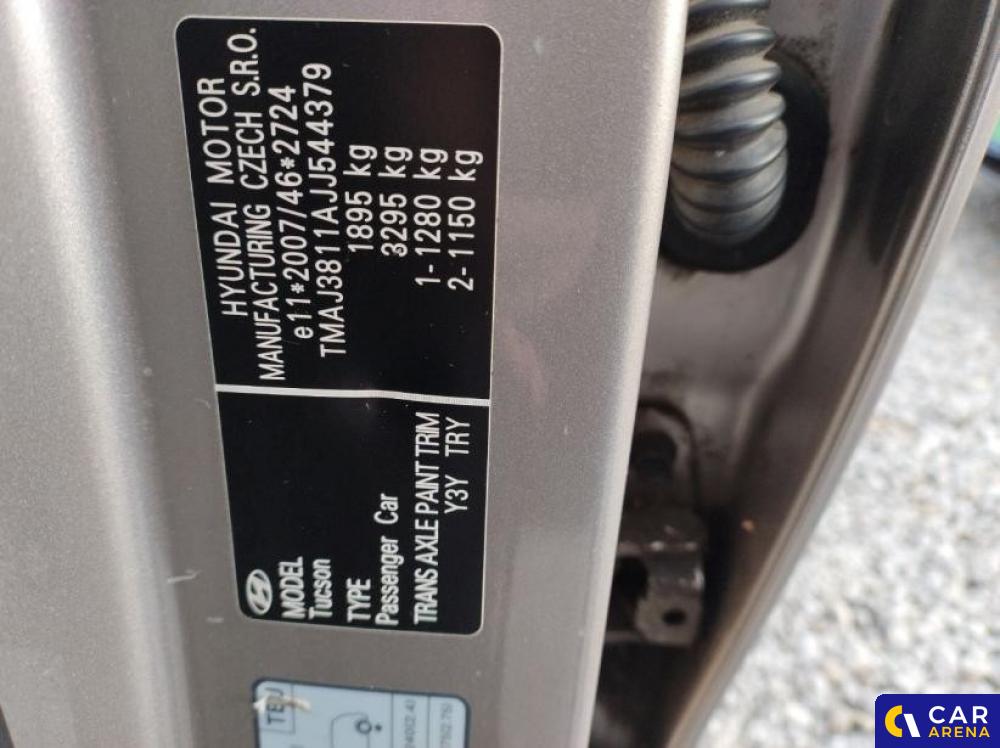 HYUNDAI MOTOR
MANUFACTURING CZECH S.R.O.
e11*2007/46*2724
TMAJ3811AJJ544379
1895 kg
3295 kg
1-1280 kg
2-1150 kg
MODEL
Tucson
TYPE
Passenger Car
TRANS AXLE PAINT TRIM
Y3Y TRY
CAR
ARENA